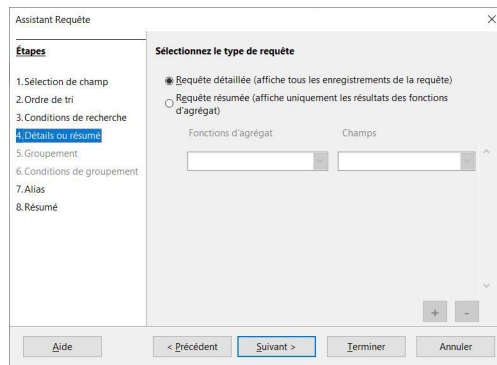 Assistant Requête
Étapes
1.Sélection de champ
2.Ordre de tri
3.Conditions de recherche
4.Détails ou résumé
5.Groupement
6.Conditions de groupement
7.Alias
8.Résumé
Sélectionnez le type de requête
Requête détaillée (affiche tous les enregistrements de la requête)
Requête résumée (affiche uniquement les résultats des fonctions
d'agrégat)
Fonctions d'agrégat Champs
+ -
Aide < Précédent Suivant > Terminer Annuler